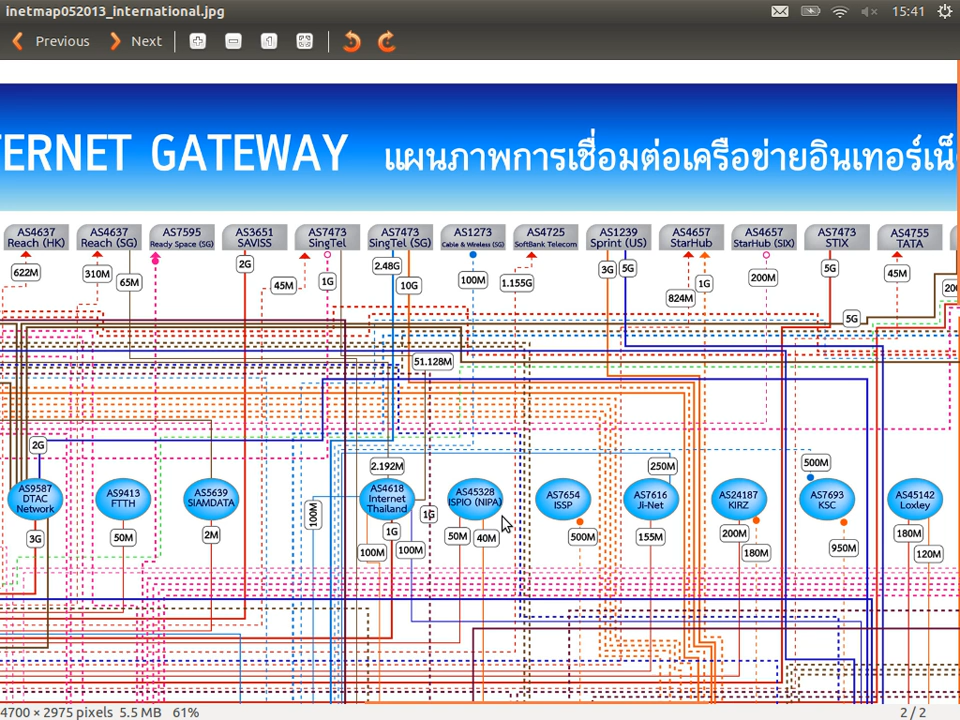 inetmap052013_international.jpg
15:41
Previous
Next
TERNET GATEWAY แผนภาพการเชื่อมต่อเครือข่ายอินเทอร์เน็
AS4637
Reach (HK)
AS4637
Reach (SG)
AS7595
Ready Space (SG)
AS3651
SAVISS
AS7473
SingTel
AS7473
SingTel (SG)
AS1273
Cable & Wireless (SG)
AS4725
SoftBank Telecom
AS1239
Sprint (US)
AS4657
StarHub
AS4657
StarHub (SIX)
AS7473
STIX
AS4755
TATA
622M
310M
65M
2G
45M
1G
2.48G
10G
100M
1.155G
3G
5G
824M
1G
200M
5G
45M
200
5G
51.128M
2G
2.192M
250M
500M
AS9587
DTAC
Network
AS9413
FTTH
AS5639
SIAMDATA
AS4618
Internet
Thailand
AS45328
ISPIO (NIPA)
AS7654
ISSP
AS7616
JI-Net
AS24187
KIRZ
AS7693
KSC
AS45142
Loxley
100M
1G
3G
50M
2M
1G
100M
100M
50M
40M
500M
155M
200M
180M
950M
180M
120M
4700 × 2975 pixels 5.5 MB 61%
2 / 2